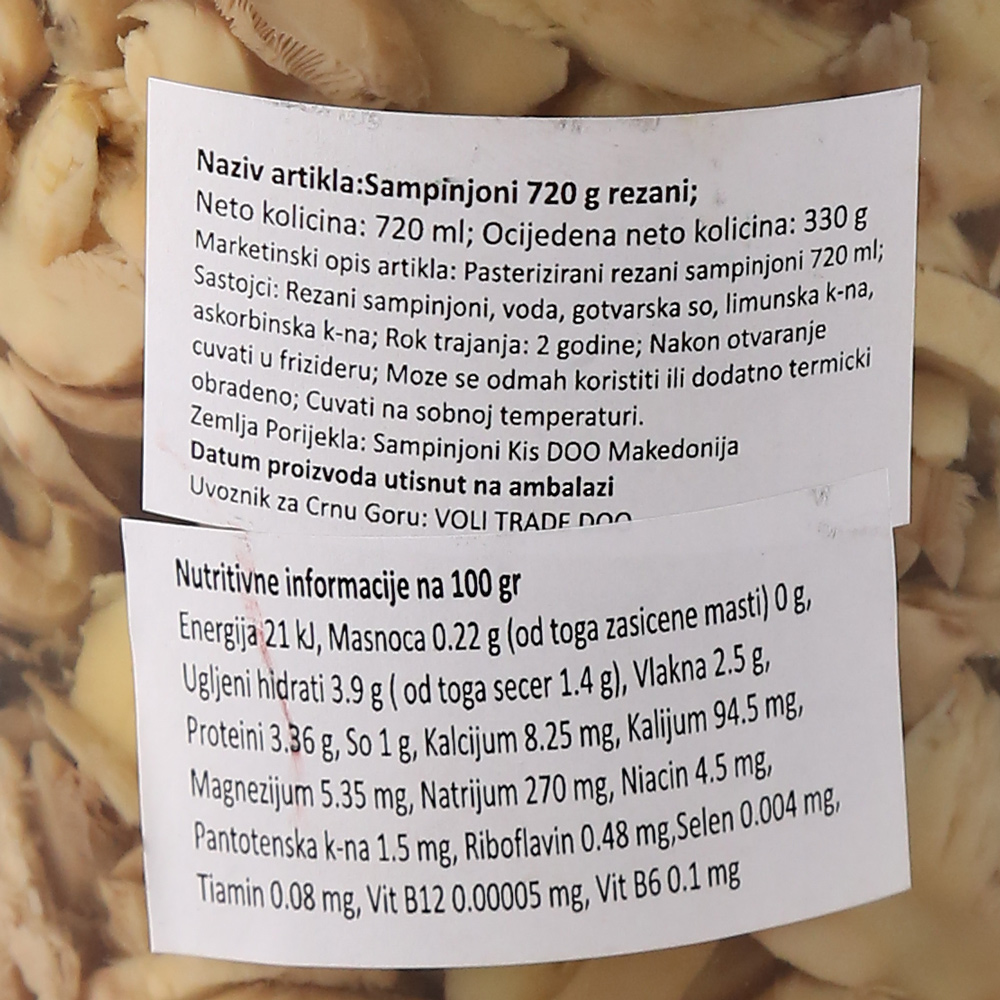 Naziv artikla:Sampinjoni 720 g rezani;
Neto kolicina: 720 ml; Ocijedena neto kolicina: 330 g
Marketinski opis artikla: Pasterizirani rezani sampinjoni 720 ml;
Sastojci: Rezani sampinjoni, voda, gotvarska so, limunska k-na,
askorbinska k-na; Rok trajanja: 2 godine; Nakon otvaranje
cuvati u frizideru; Moze se odmah koristiti ili dodatno termicki
obradeno; Cuvati na sobnoj temperaturi.
Zemlja Porijekla: Sampinjoni Kis DOO Makedonija
Datum proizvoda utisnut na ambalazi
Uvoznik za Crnu Goru: VOLI TRADE DOO
Nutritivne informacije na 100 gr
Energija 21 kJ, Masnoca 0.22 g (od toga zasicene masti) 0 g,
Ugljeni hidrati 3.9 g ( od toga secer 1.4 g), Vlakna 2.5 g,
Proteini 3.36 g, So 1 g, Kalcijum 8.25 mg, Kalijum 94.5 mg,
Magnezijum 5.35 mg, Natrijum 270 mg, Niacin 4.5 mg,
Pantotenska k-na 1.5 mg, Riboflavin 0.48 mg,Selen 0.004 mg,
Tiamin 0.08 mg, Vit B12 0.00005 mg, Vit B6 0.1 mg